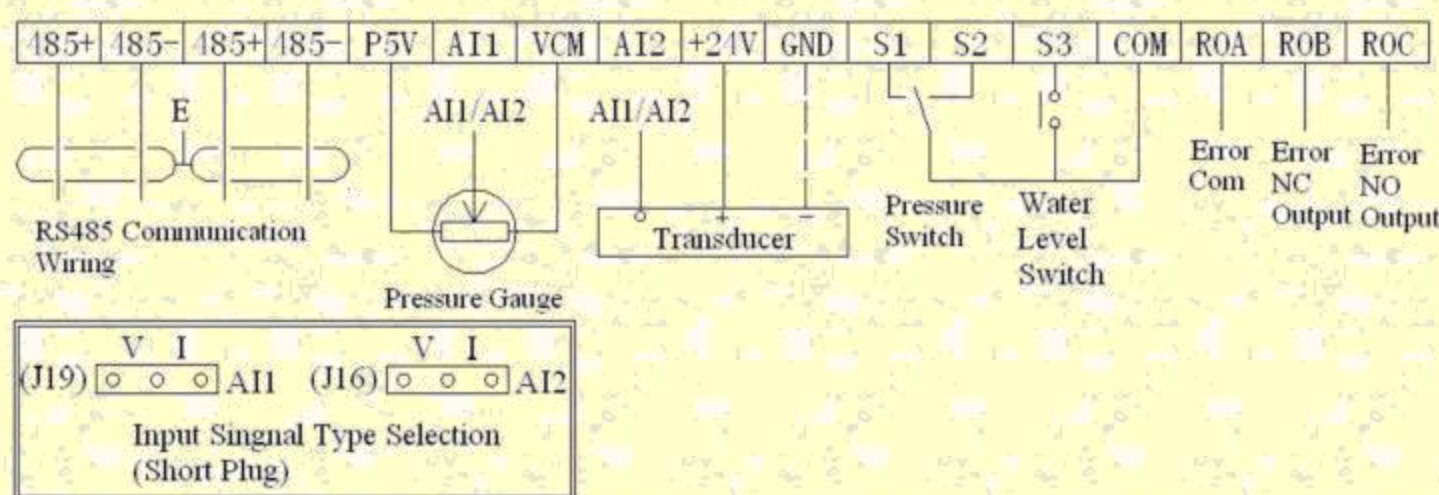 485+ 485- 485+ 485- P5V AI1 VCM AI2 +24V GND S1 S2 S3 COM ROA ROB ROC
E
AI1/AI2
AI1/AI2
RS485 Communication
Wiring
Pressure Gauge
+ −
Transducer
Pressure
Switch
Water
Level
Switch
Error
Com
Error
NC
Output
Error
NO
Output
V I
(J19) AI1
V I
(J16) AI2
Input Singnal Type Selection
(Short Plug)